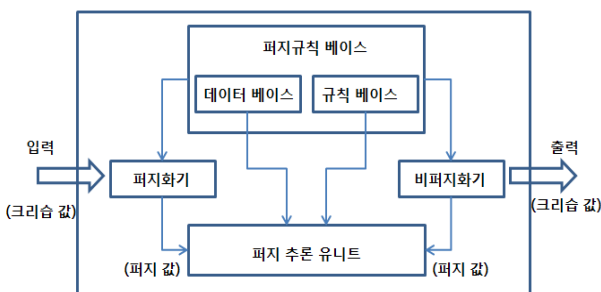 퍼지규칙 베이스
데이터 베이스
규칙 베이스
입력
출력
퍼지화기
비퍼지화기
(크리습 값)
(크리습 값)
퍼지 추론 유니트
(퍼지 값)
(퍼지 값)